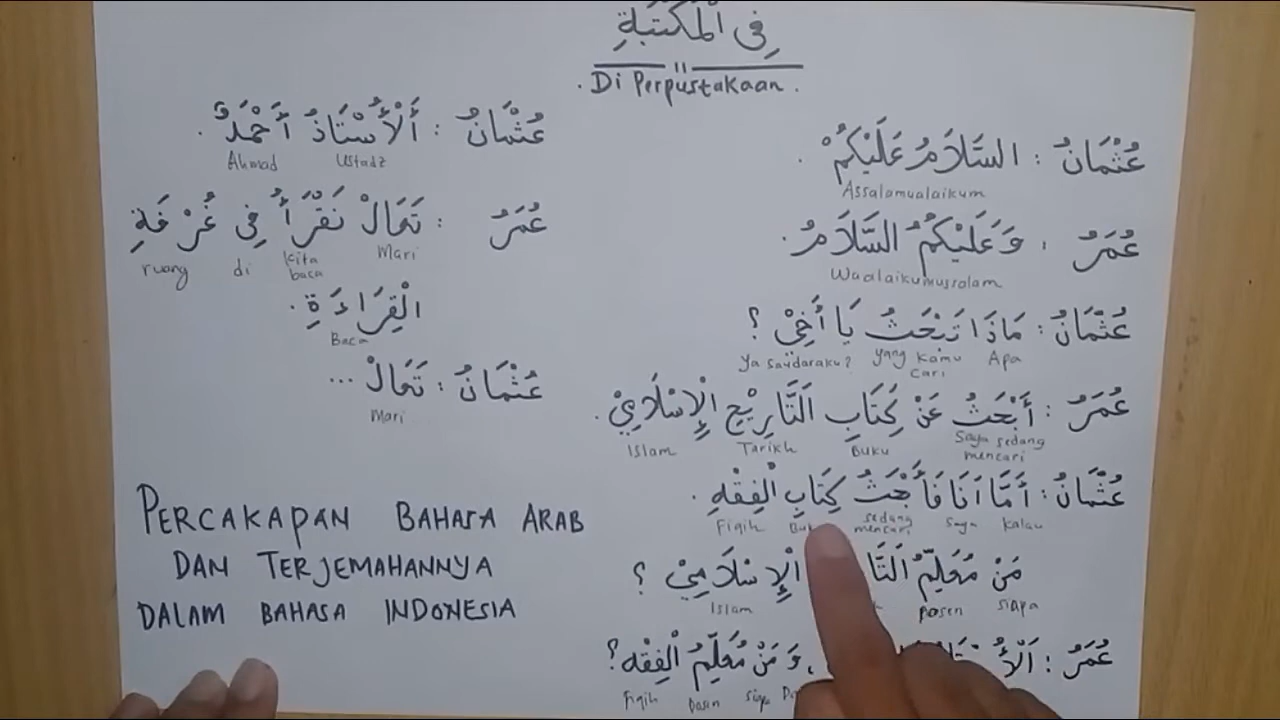 فِى الْمَكْتَبَةِ
Di Perpustakaan.
عُثْمَانُ : السَّلَامُ عَلَيْكُمْ.
Assalamualaikum
عُمَرُ : وَعَلَيْكُمُ السَّلَامُ.
Waalaikumussalam
عُثْمَانُ : مَاذَا تَبْحَثُ يَا أَخِيْ ؟
Apa yang kamu cari Ya saudaraku?
عُمَرُ : أَبْحَثُ عَنْ كِتَابِ التَّارِيْخِ الْإِسْلَامِيْ.
Saya sedang mencari Buku Tarikh Islam
عُثْمَانُ : أَمَّا اَنَا فَأَبْحَثُ كِتَابِ الْفِقْهِ.
Kalau Saya sedang mencari Fiqih
مَنْ مُعَلِّمُ الْإِسْلَامِيْ ؟
siapa Dosen Islam
عُمَرُ : وَ مَنْ مُعَلِّمُ الْفِقْهِ؟
siapa Dosen Fiqih
عُثْمَانُ : أَلْأُسْتَاذُ أَحْمَدُ.
Ustadz Ahmad
عُمَرُ : تَعَالْ نَقْرَأُ فِى غُرْفَةِ
Mari kita baca di ruang
الْقِرَاءَةِ.
Baca
عُثْمَانُ : تَعَالْ ...
Mari
PERCAKAPAN BAHASA ARAB
DAN TERJEMAHANNYA
DALAM BAHASA INDONESIA